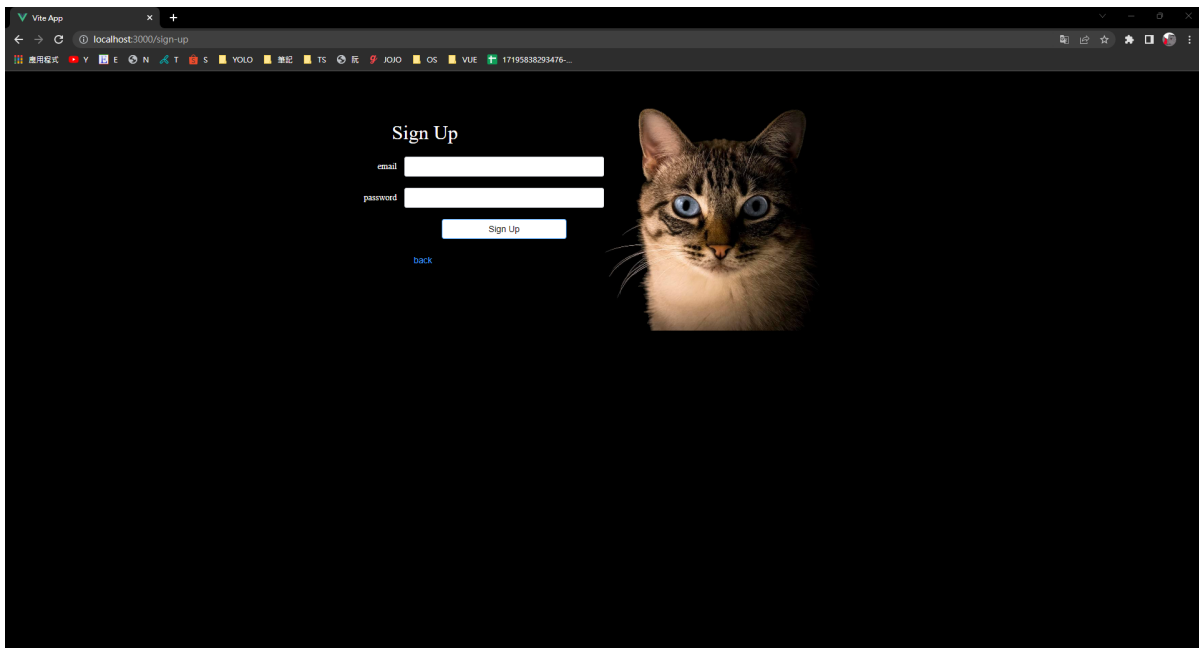 Vite App
localhost:3000/sign-up
應用程式 Y E N T S YOLO 筆記 TS 阮 JOJO OS VUE 17195838293476-...
Sign Up
email
password
Sign Up
back